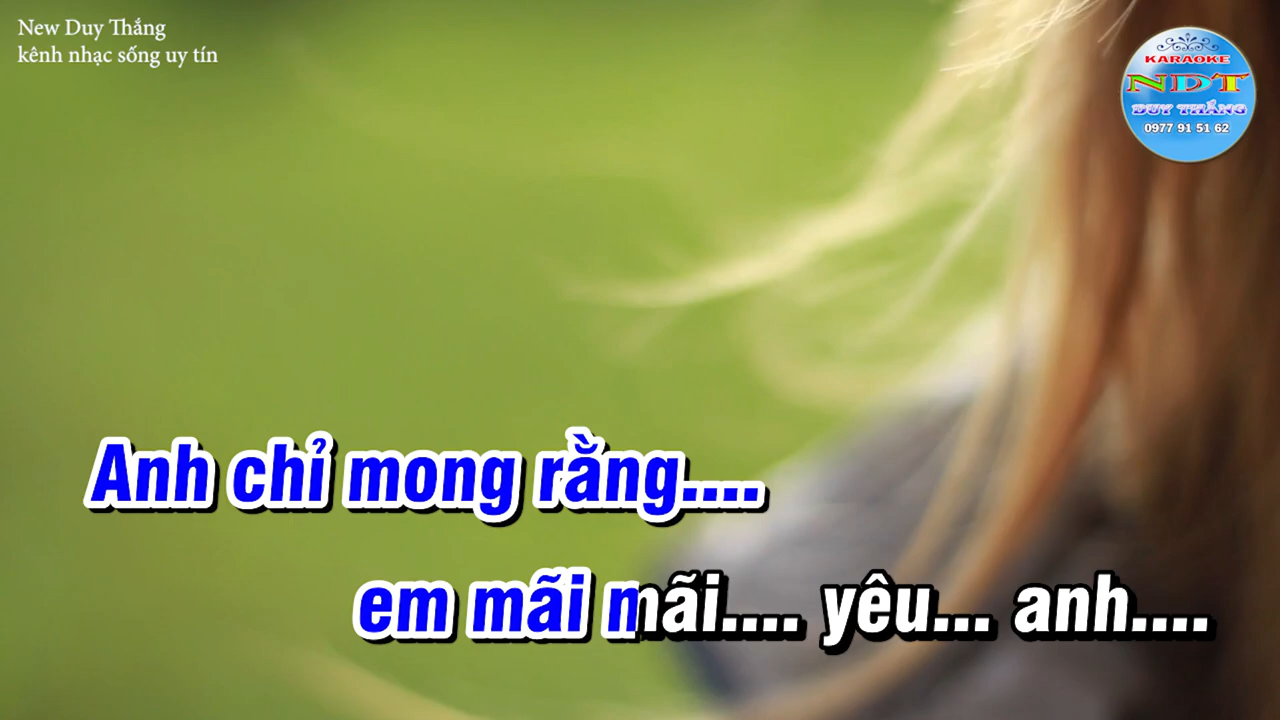 New Duy Thắng
kênh nhạc sống uy tín
KARAOKE
NDT
DUY THẮNG
0977 91 51 62
Anh chỉ mong rằng....
em mãi mãi.... yêu... anh....